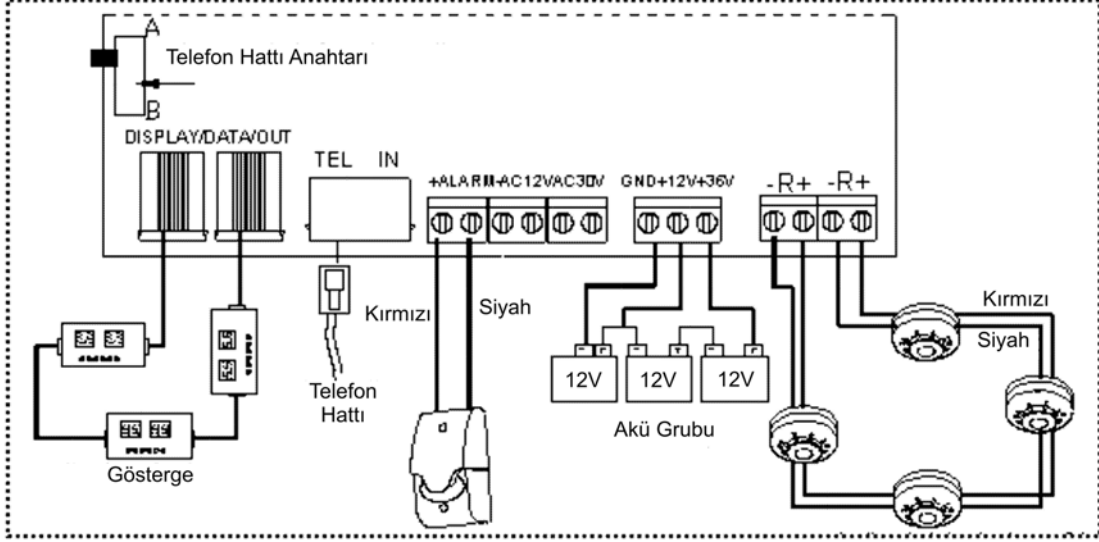 A
Telefon Hattı Anahtarı
B
DISPLAY/DATA/OUT
TEL IN
+ALARM-AC12VAC30V
GND+12V+36V
-R+ -R+
Kırmızı
Siyah
Telefon
Hattı
Gösterge
- + - + - +
12V 12V 12V
Akü Grubu
Kırmızı
Siyah